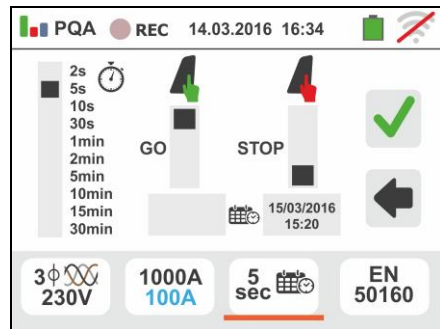 PQA REC 14.03.2016 16:34
2s
5s
10s
30s
1min
2min
5min
10min
15min
30min
GO
STOP
15/03/2016
15:20
3ϕ
230V
1000A
100A
5
sec
EN
50160